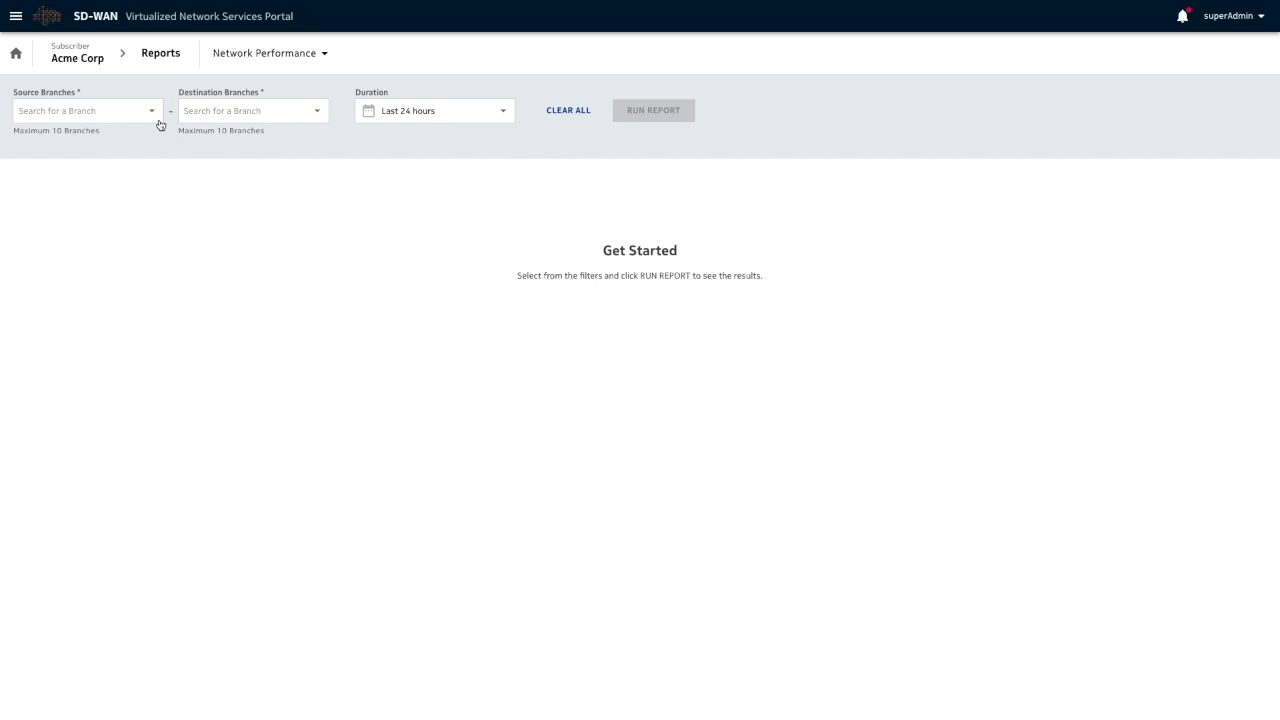 SD-WAN Virtualized Network Services Portal
superAdmin
Subscriber
Acme Corp
Reports
Network Performance
Source Branches *
Destination Branches *
Duration
Search for a Branch
-
Search for a Branch
Last 24 hours
CLEAR ALL
RUN REPORT
Maximum 10 Branches
Maximum 10 Branches
Get Started
Select from the filters and click RUN REPORT to see the results.